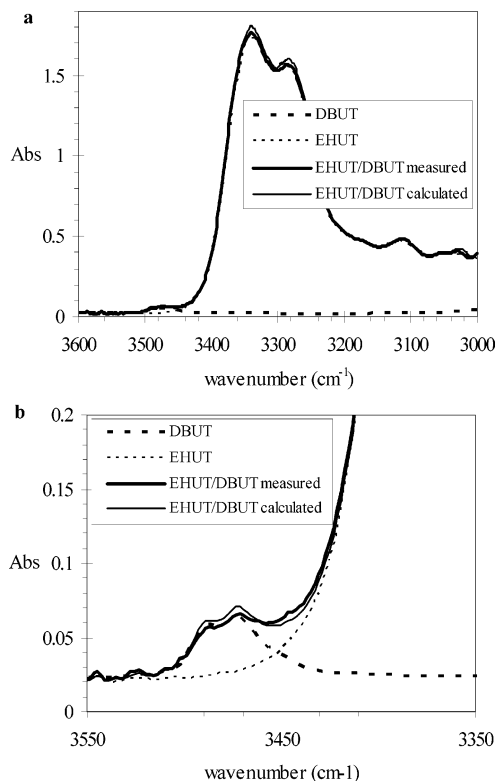 a
1.5
1
0.5
0
Abs
DBUT
EHUT
EHUT/DBUT measured
EHUT/DBUT calculated
3600 3500 3400 3300 3200 3100 3000
wavenumber (cm-1)
b
0.2
0.15
0.1
0.05
0
Abs
DBUT
EHUT
EHUT/DBUT measured
EHUT/DBUT calculated
3550 3450 3350
wavenumber (cm-1)